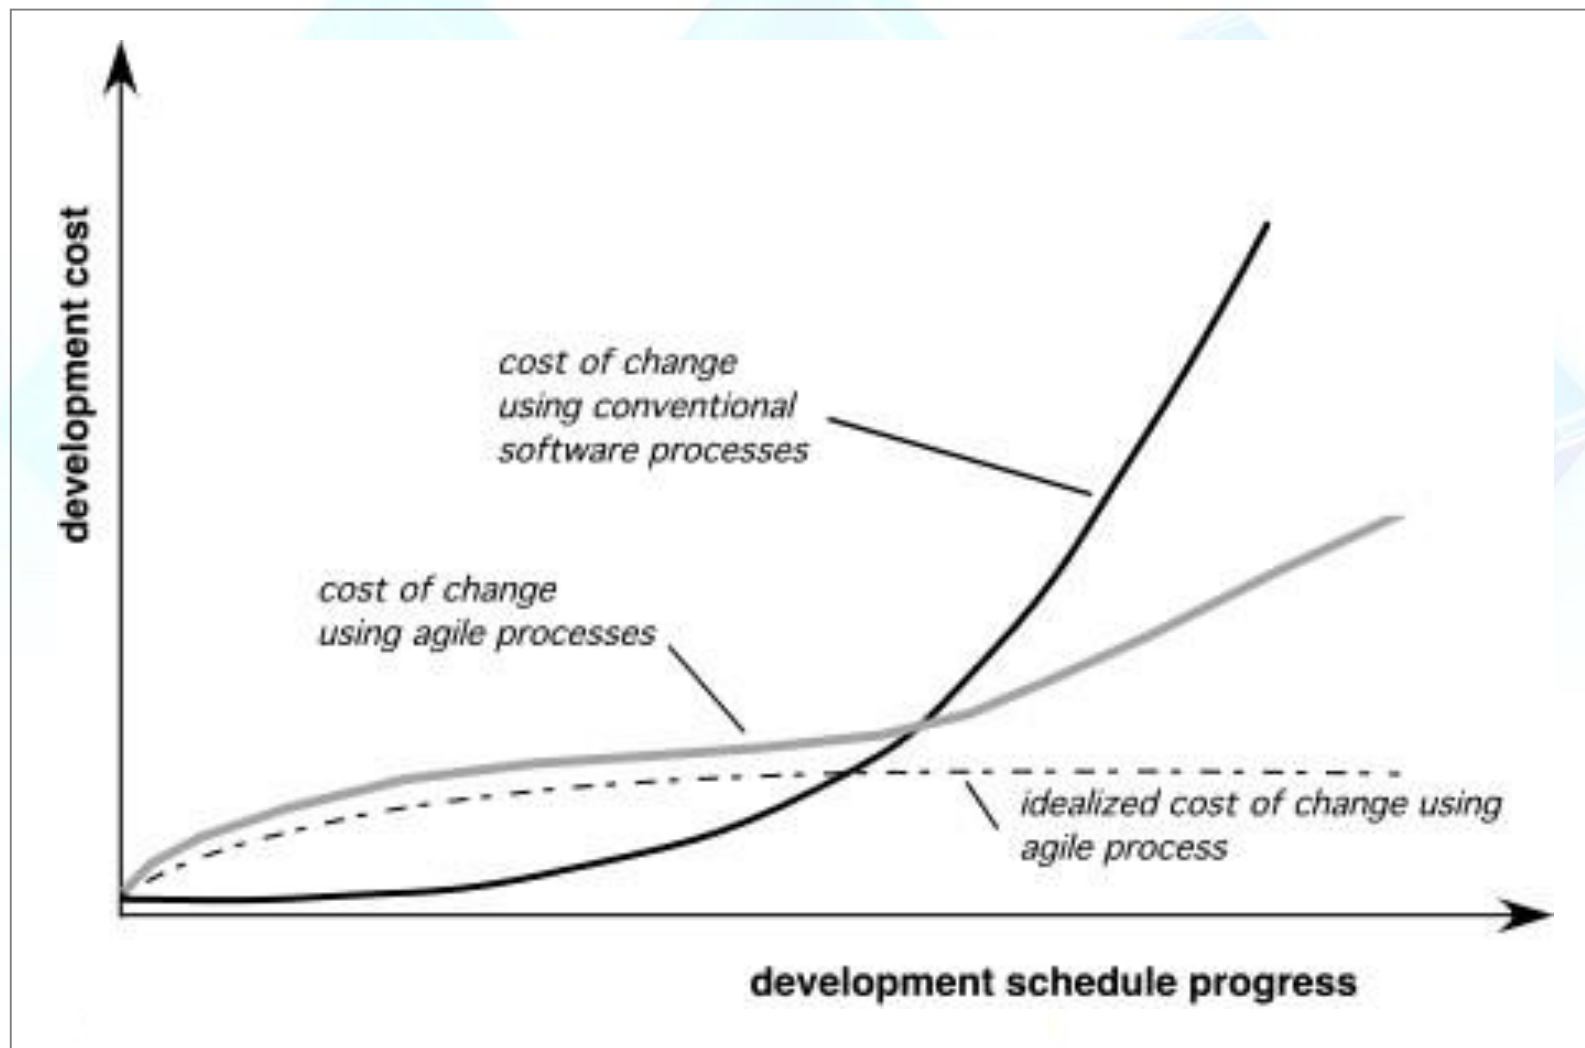 development cost
cost of change
using conventional
software processes
cost of change
using agile processes
idealized cost of change using
agile process
development schedule progress